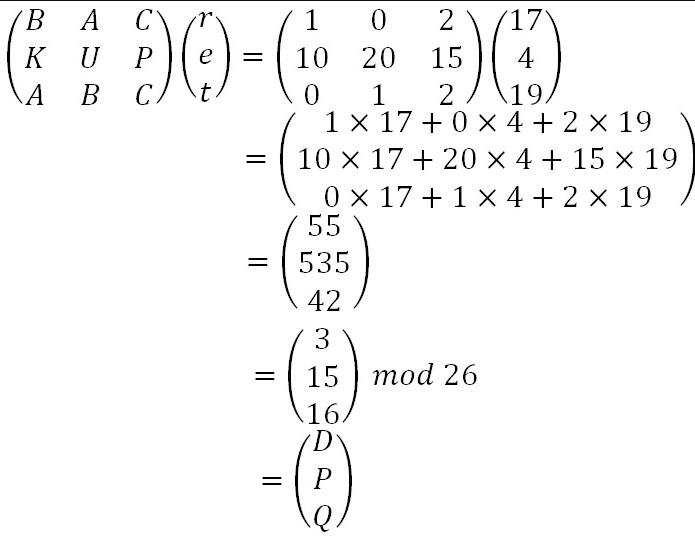 (B A C
K U P
A B C)(r
e
t) = (1 0 2
10 20 15
0 1 2)(17
4
19)
= (1 × 17 + 0 × 4 + 2 × 19
10 × 17 + 20 × 4 + 15 × 19
0 × 17 + 1 × 4 + 2 × 19)
= (55
535
42)
= (3
15
16) mod 26
= (D
P
Q)